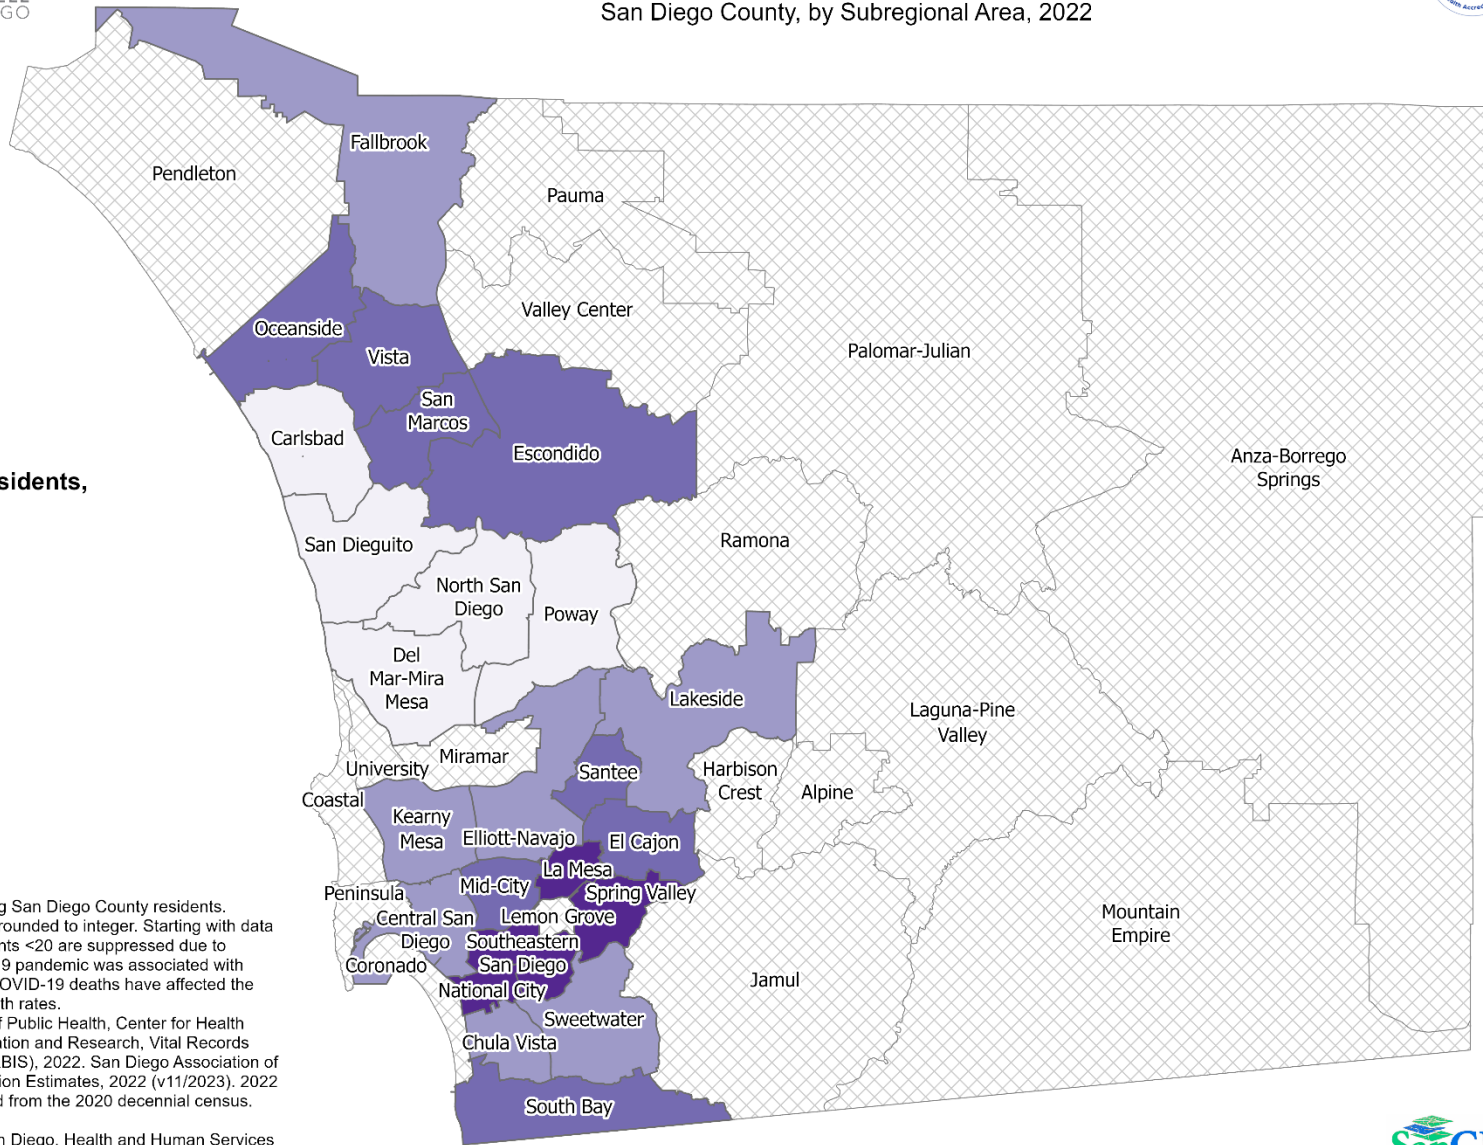 GO
San Diego County, by Subregional Area, 2022
Fallbrook
Pendleton
Pauma
Valley Center
Oceanside
Vista
Palomar-Julian
San
Marcos
Carlsbad
Escondido
Anza-Borrego
Springs
sidents,
San Dieguito
Ramona
North San
Diego
Poway
Del
Mar-Mira
Mesa
Lakeside
Laguna-Pine
Valley
Miramar
University
Santee
Harbison
Crest
Alpine
Coastal
Kearny
Mesa
Elliott-Navajo
El Cajon
La Mesa
Mid-City
Spring Valley
Peninsula
Central San
Diego
Lemon Grove
Mountain
Empire
Southeastern
San Diego
Coronado
National City
Jamul
Sweetwater
Chula Vista
South Bay
g San Diego County residents.
rounded to integer. Starting with data
nts <20 are suppressed due to
9 pandemic was associated with
OVID-19 deaths have affected the
th rates.
f Public Health, Center for Health
ation and Research, Vital Records
BIS), 2022. San Diego Association of
ion Estimates, 2022 (v11/2023). 2022
d from the 2020 decennial census.
n Diego, Health and Human Services